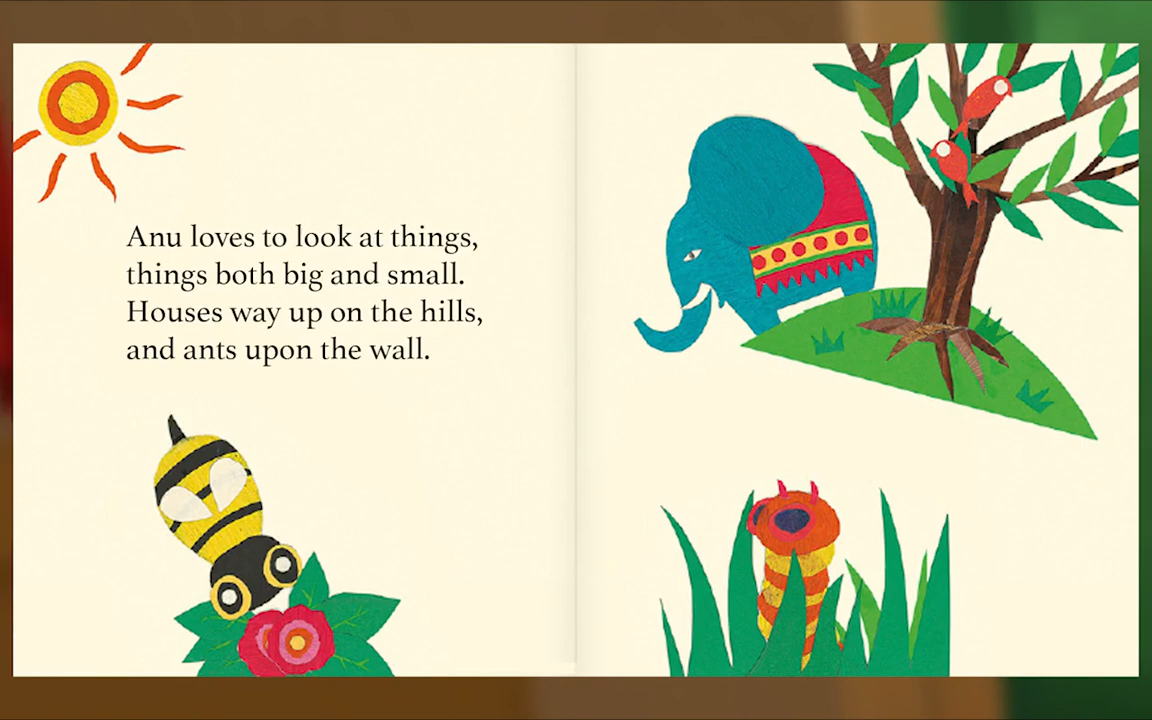 Anu loves to look at things,
things both big and small.
Houses way up on the hills,
and ants upon the wall.